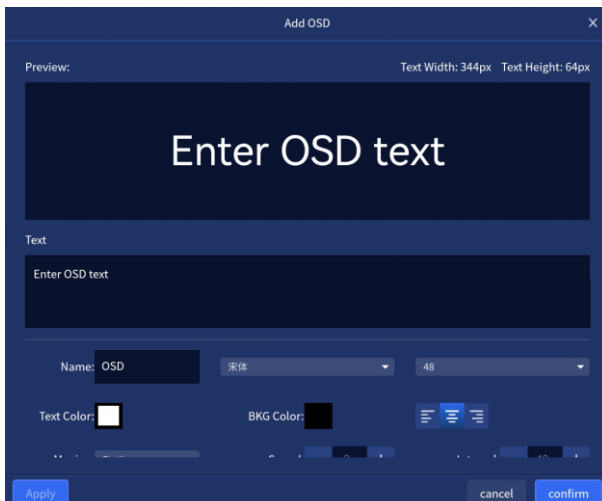 Add OSD
Preview: Text Width: 344px Text Height: 64px
Enter OSD text
Text
Enter OSD text
Name: OSD 宋体 48
Text Color: BKG Color:
Apply cancel confirm